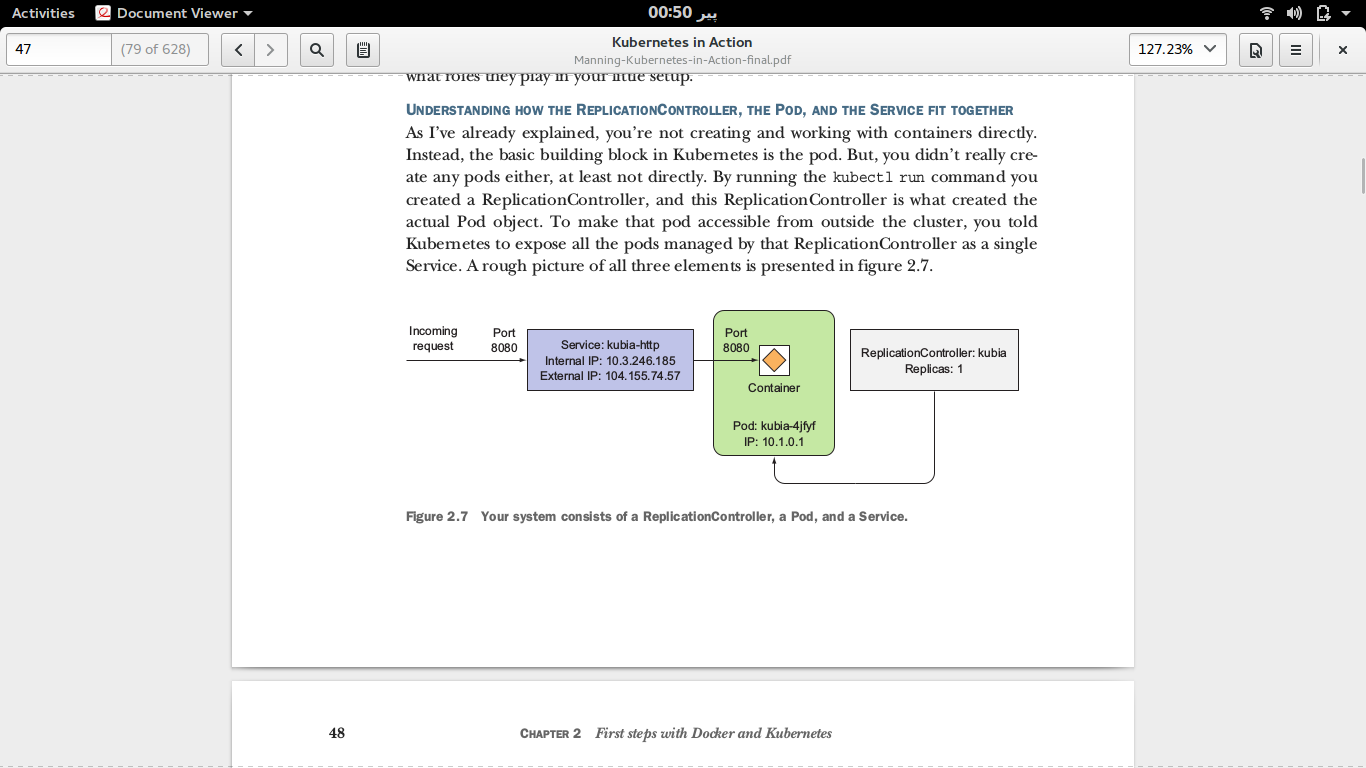 Activities
Document Viewer
00:50 پیر
47
(79 of 628)
Kubernetes in Action
Manning-Kubernetes-in-Action-final.pdf
127.23%
what roles they play in your little setup.
UNDERSTANDING HOW THE REPLICATIONCONTROLLER, THE POD, AND THE SERVICE FIT TOGETHER
As I’ve already explained, you’re not creating and working with containers directly.
Instead, the basic building block in Kubernetes is the pod. But, you didn’t really cre-
ate any pods either, at least not directly. By running the kubectl run command you
created a ReplicationController, and this ReplicationController is what created the
actual Pod object. To make that pod accessible from outside the cluster, you told
Kubernetes to expose all the pods managed by that ReplicationController as a single
Service. A rough picture of all three elements is presented in figure 2.7.
Incoming
request
Port
8080
Service: kubia-http
Internal IP: 10.3.246.185
External IP: 104.155.74.57
Port
8080
Container
Pod: kubia-4jfyf
IP: 10.1.0.1
ReplicationController: kubia
Replicas: 1
Figure 2.7 Your system consists of a ReplicationController, a Pod, and a Service.
48
CHAPTER 2 First steps with Docker and Kubernetes